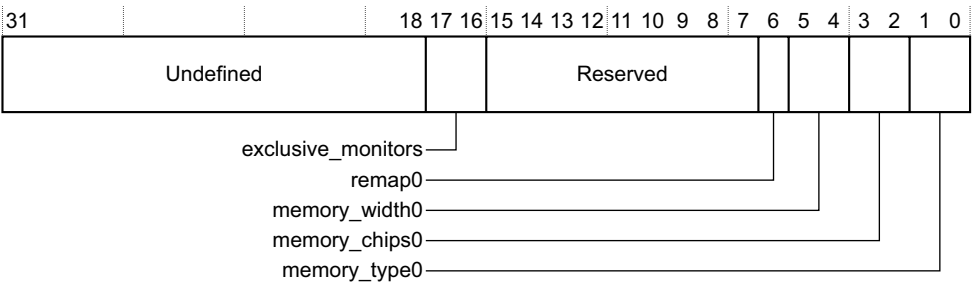 31 18 17 16 15 14 13 12 11 10 9 8 7 6 5 4 3 2 1 0
Undefined Reserved
exclusive_monitors
remap0
memory_width0
memory_chips0
memory_type0